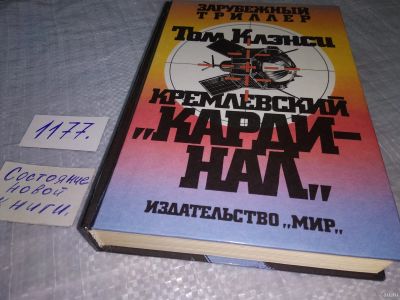 ЗАРУБЕЖНЫЙ
ТРИЛЛЕР
Том Клэнси
КРЕМЛЕВСКИЙ
„КАРДИ-
НАЛ"
ИЗДАТЕЛЬСТВО „МИР"
1177.
Состояние
новой
книги.